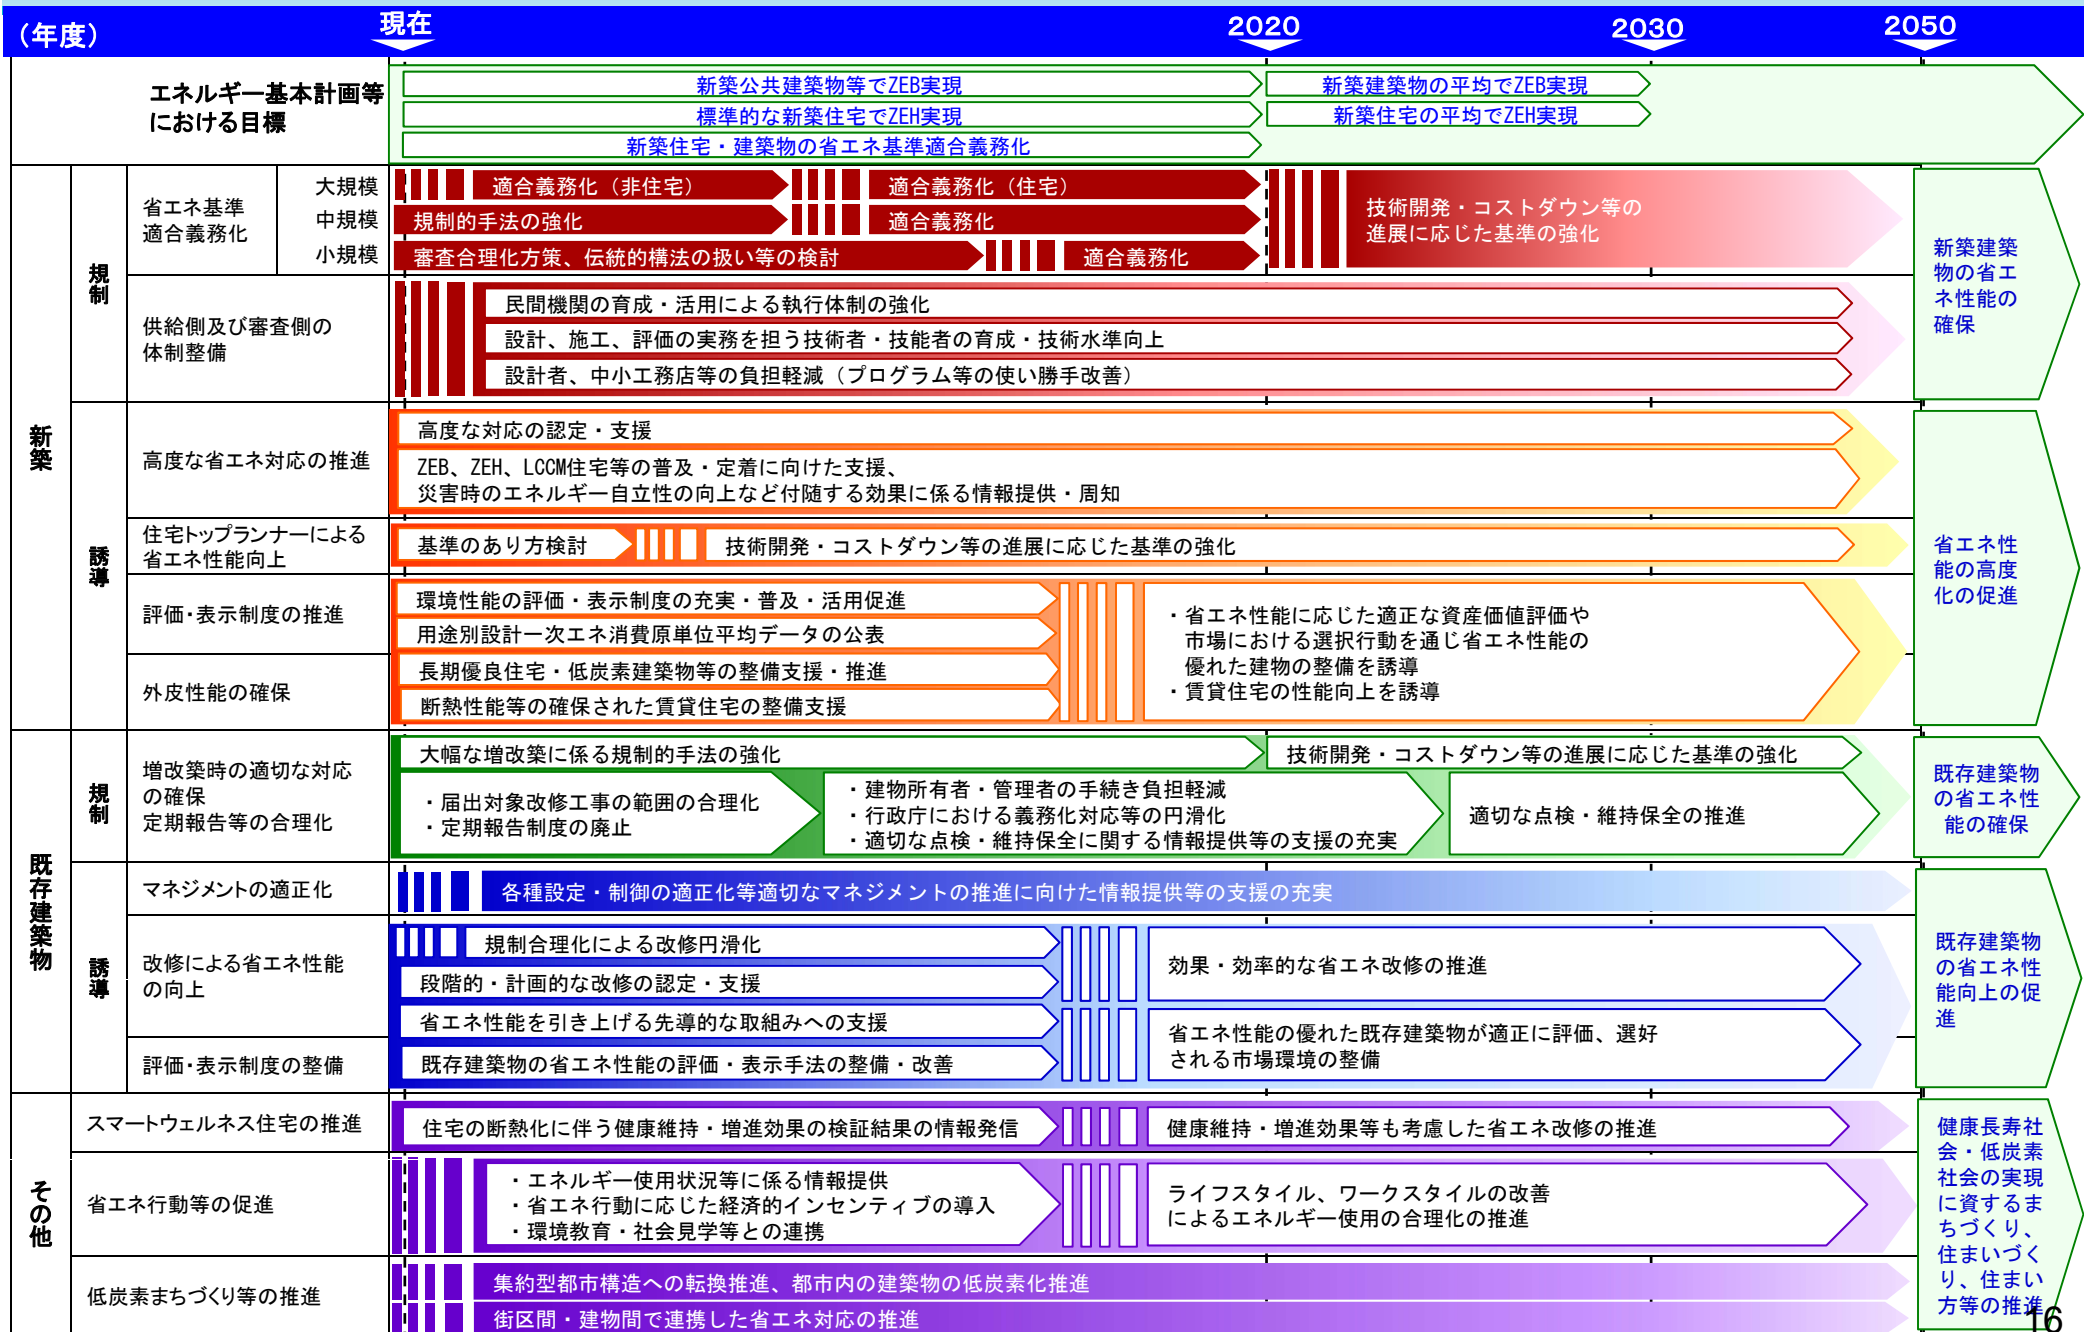 （年度）
現在
2020
2030
2050
エネルギー基本計画等
における目標
新築公共建築物等でZEB実現
新築建築物の平均でZEB実現
標準的な新築住宅でZEH実現
新築住宅の平均でZEH実現
新築住宅・建築物の省エネ基準適合義務化
新築
規制
省エネ基準
適合義務化
大規模
適合義務化（非住宅）
適合義務化（住宅）
中規模
規制的手法の強化
適合義務化
小規模
審査合理化方策、伝統的構法の扱い等の検討
適合義務化
技術開発・コストダウン等の
進展に応じた基準の強化
新築建築
物の省エ
ネ性能の
確保
供給側及び審査側の
体制整備
民間機関の育成・活用による執行体制の強化
設計、施工、評価の実務を担う技術者・技能者の育成・技術水準向上
設計者、中小工務店等の負担軽減（プログラム等の使い勝手改善）
誘導
高度な省エネ対応の推進
高度な対応の認定・支援
ZEB、ZEH、LCCM住宅等の普及・定着に向けた支援、
災害時のエネルギー自立性の向上など付随する効果に係る情報提供・周知
住宅トップランナーによる
省エネ性能向上
基準のあり方検討
技術開発・コストダウン等の進展に応じた基準の強化
省エネ性
能の高度
化の促進
評価・表示制度の推進
環境性能の評価・表示制度の充実・普及・活用促進
用途別設計一次エネ消費原単位平均データの公表
外皮性能の確保
長期優良住宅・低炭素建築物等の整備支援・推進
断熱性能等の確保された賃貸住宅の整備支援
・省エネ性能に応じた適正な資産価値評価や
市場における選択行動を通じ省エネ性能の
優れた建物の整備を誘導
・賃貸住宅の性能向上を誘導
既存建築物
規制
増改築時の適切な対応
の確保
定期報告等の合理化
大幅な増改築に係る規制的手法の強化
技術開発・コストダウン等の進展に応じた基準の強化
・届出対象改修工事の範囲の合理化
・定期報告制度の廃止
・建物所有者・管理者の手続き負担軽減
・行政庁における義務化対応等の円滑化
・適切な点検・維持保全に関する情報提供等の支援の充実
適切な点検・維持保全の推進
既存建築物
の省エネ性
能の確保
誘導
マネジメントの適正化
各種設定・制御の適正化等適切なマネジメントの推進に向けた情報提供等の支援の充実
改修による省エネ性能
の向上
規制合理化による改修円滑化
段階的・計画的な改修の認定・支援
省エネ性能を引き上げる先導的な取組みへの支援
効果・効率的な省エネ改修の推進
評価・表示制度の整備
既存建築物の省エネ性能の評価・表示手法の整備・改善
省エネ性能の優れた既存建築物が適正に評価、選好
される市場環境の整備
既存建築物
の省エネ性
能向上の促
進
その他
スマートウェルネス住宅の推進
住宅の断熱化に伴う健康維持・増進効果の検証結果の情報発信
健康維持・増進効果等も考慮した省エネ改修の推進
省エネ行動等の促進
・エネルギー使用状況等に係る情報提供
・省エネ行動に応じた経済的インセンティブの導入
・環境教育・社会見学等との連携
ライフスタイル、ワークスタイルの改善
によるエネルギー使用の合理化の推進
低炭素まちづくり等の推進
集約型都市構造への転換推進、都市内の建築物の低炭素化推進
街区間・建物間で連携した省エネ対応の推進
健康長寿社
会・低炭素
社会の実現
に資するま
ちづくり、
住まいづく
り、住まい
方等の推進
16